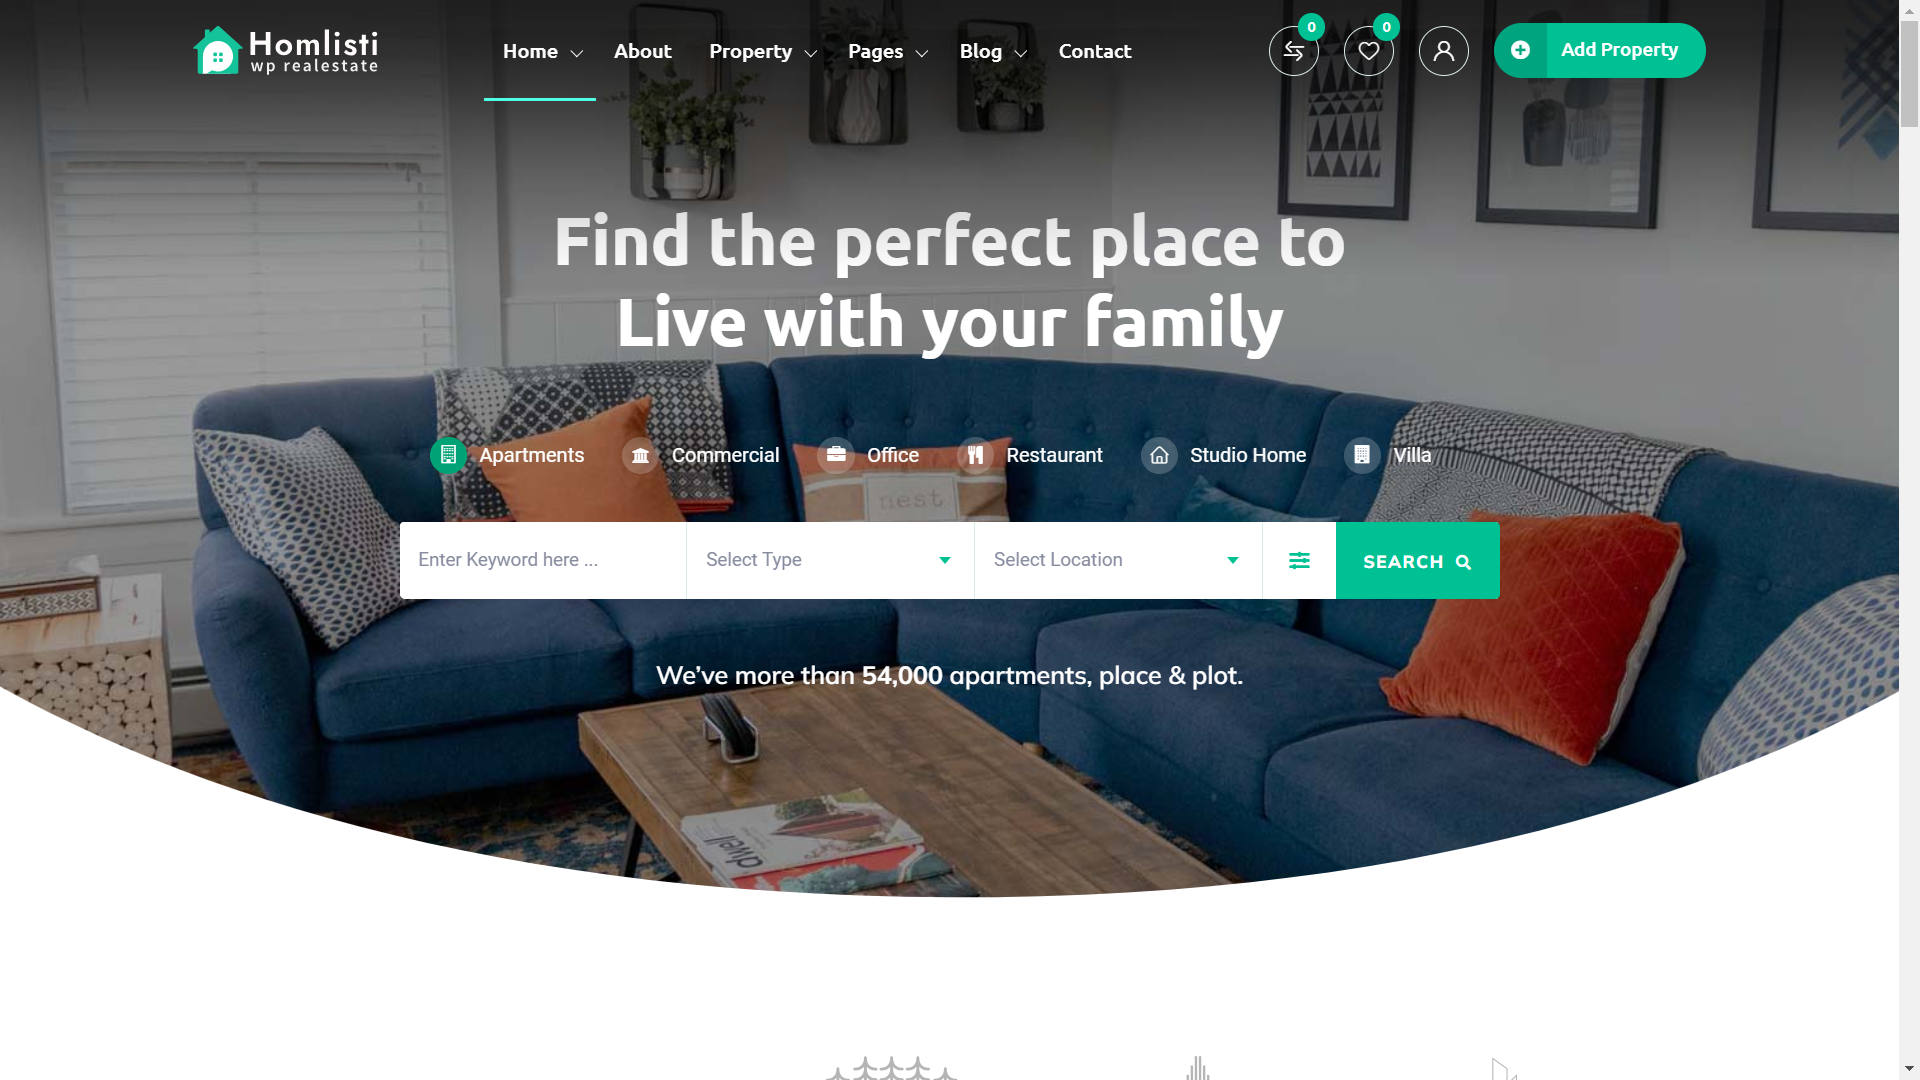 Homlisti
wp realestate
Home
About
Property
Pages
Blog
Contact
0
0
Add Property
Find the perfect place to
Live with your family
Apartments
Commercial
Office
Restaurant
Studio Home
Villa
nest
Enter Keyword here ...
Select Type
Select Location
SEARCH
We've more than 54,000 apartments, place & plot.
dwell